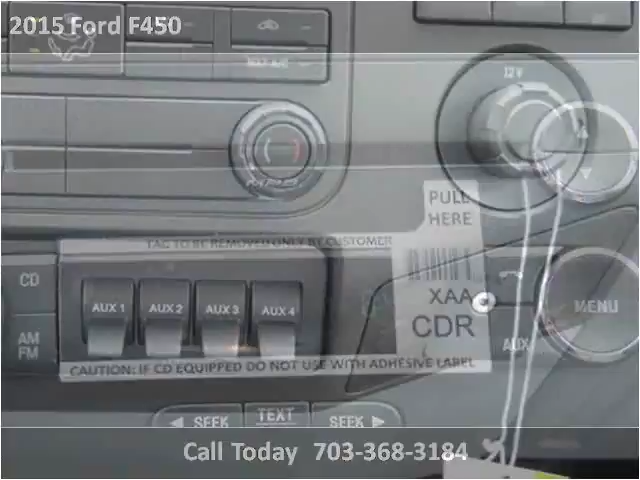 2015 Ford F450
MAX A/C
12V
PULL
HERE
TAG TO BE REMOVED ONLY BY CUSTOMER
CD
AUX 1 AUX 2 AUX 3 AUX 4
XAA
CDR
MENU
AM
FM
AUX
CAUTION: IF CD EQUIPPED DO NOT USE WITH ADHESIVE LABEL
SEEK TEXT SEEK
Call Today 703-368-3184